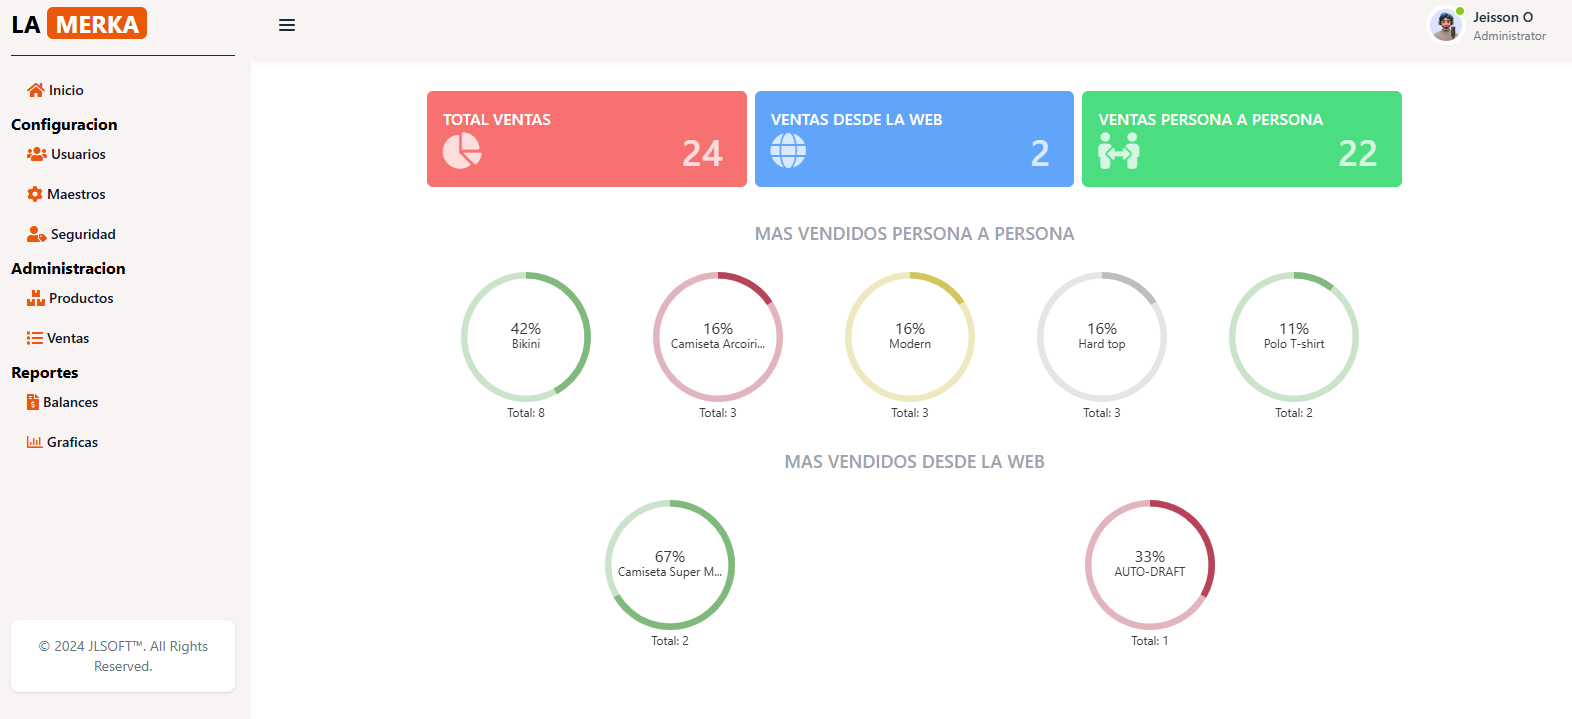 LA MERKA
Inicio
Configuracion
Usuarios
Maestros
Seguridad
Administracion
Productos
Ventas
Reportes
Balances
Graficas
© 2024 JLSOFT™. All Rights
Reserved.
Jeisson O
Administrator
TOTAL VENTAS
24
VENTAS DESDE LA WEB
2
VENTAS PERSONA A PERSONA
22
MAS VENDIDOS PERSONA A PERSONA
42%
Bikini
Total: 8
16%
Camiseta Arcoiri...
Total: 3
16%
Modern
Total: 3
16%
Hard top
Total: 3
11%
Polo T-shirt
Total: 2
MAS VENDIDOS DESDE LA WEB
67%
Camiseta Super M...
Total: 2
33%
AUTO-DRAFT
Total: 1